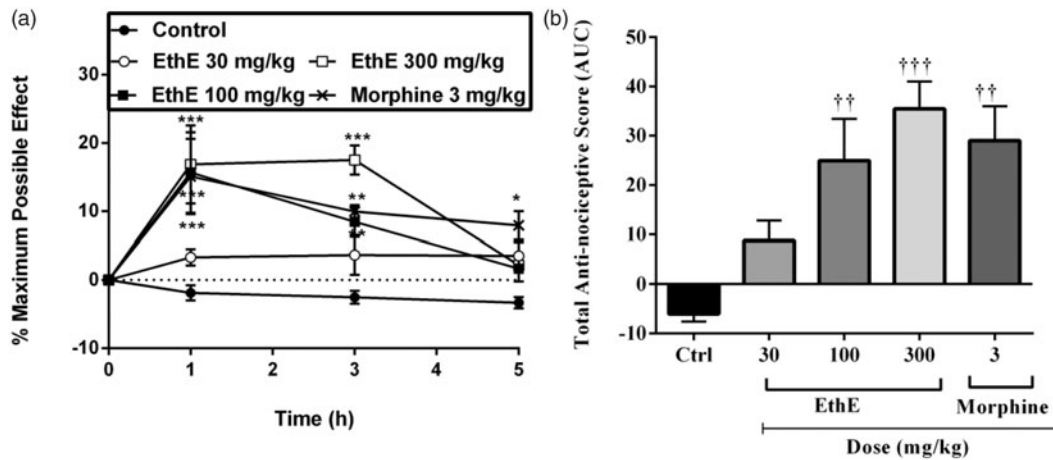 (a)
Control
EthE 30 mg/kg EthE 300 mg/kg
EthE 100 mg/kg Morphine 3 mg/kg
% Maximum Possible Effect
30
20
10
0
-10
***
***
***
***
**
**
*
0 1 2 3 4 5
Time (h)
(b)
Total Anti-nociceptive Score (AUC)
50
40
30
20
10
0
-10
††
†††
††
Ctrl 30 100 300 3
EthE Morphine
Dose (mg/kg)